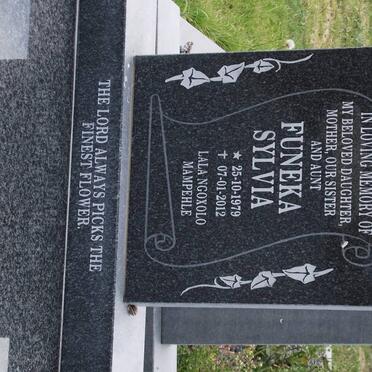 IN LOVING MEMORY OF
MY BELOVED DAUGHTER,
MOTHER, OUR SISTER
AND AUNT
FUNEKA
SYLVIA
★ 25-10-1979
✝ 07-01-2012
LALA NGOXOLO
MAMPEHLE
THE LORD ALWAYS PICKS THE
FINEST FLOWER.